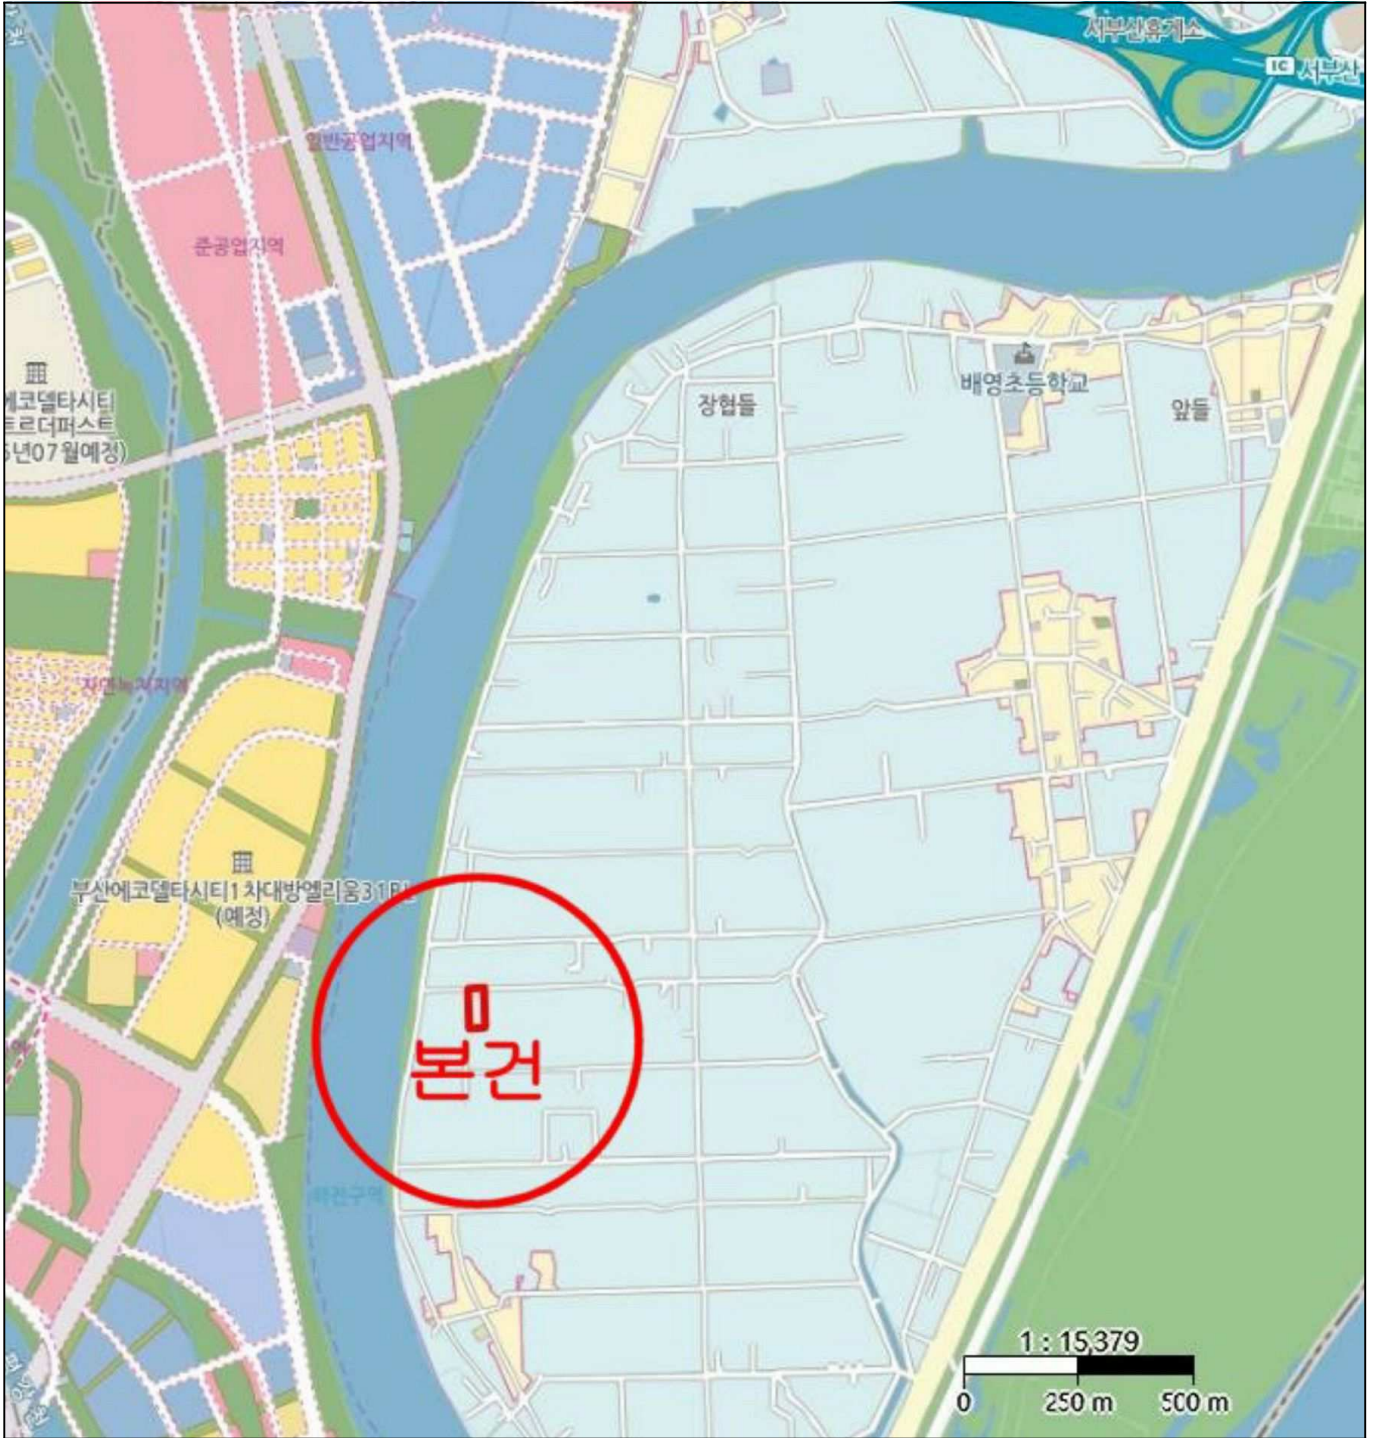 서부산휴게소
IC 서부산
일반공업지역
준공업지역
배영초등학교
장협들
앞들
에코델타시티
트르더퍼스트
5년07월예정)
자연녹지지역
부산에코델타시티1차대방엘리움31BL
(예정)
본건
하천구역
1 : 15,379
0 250 m 500 m
평강천